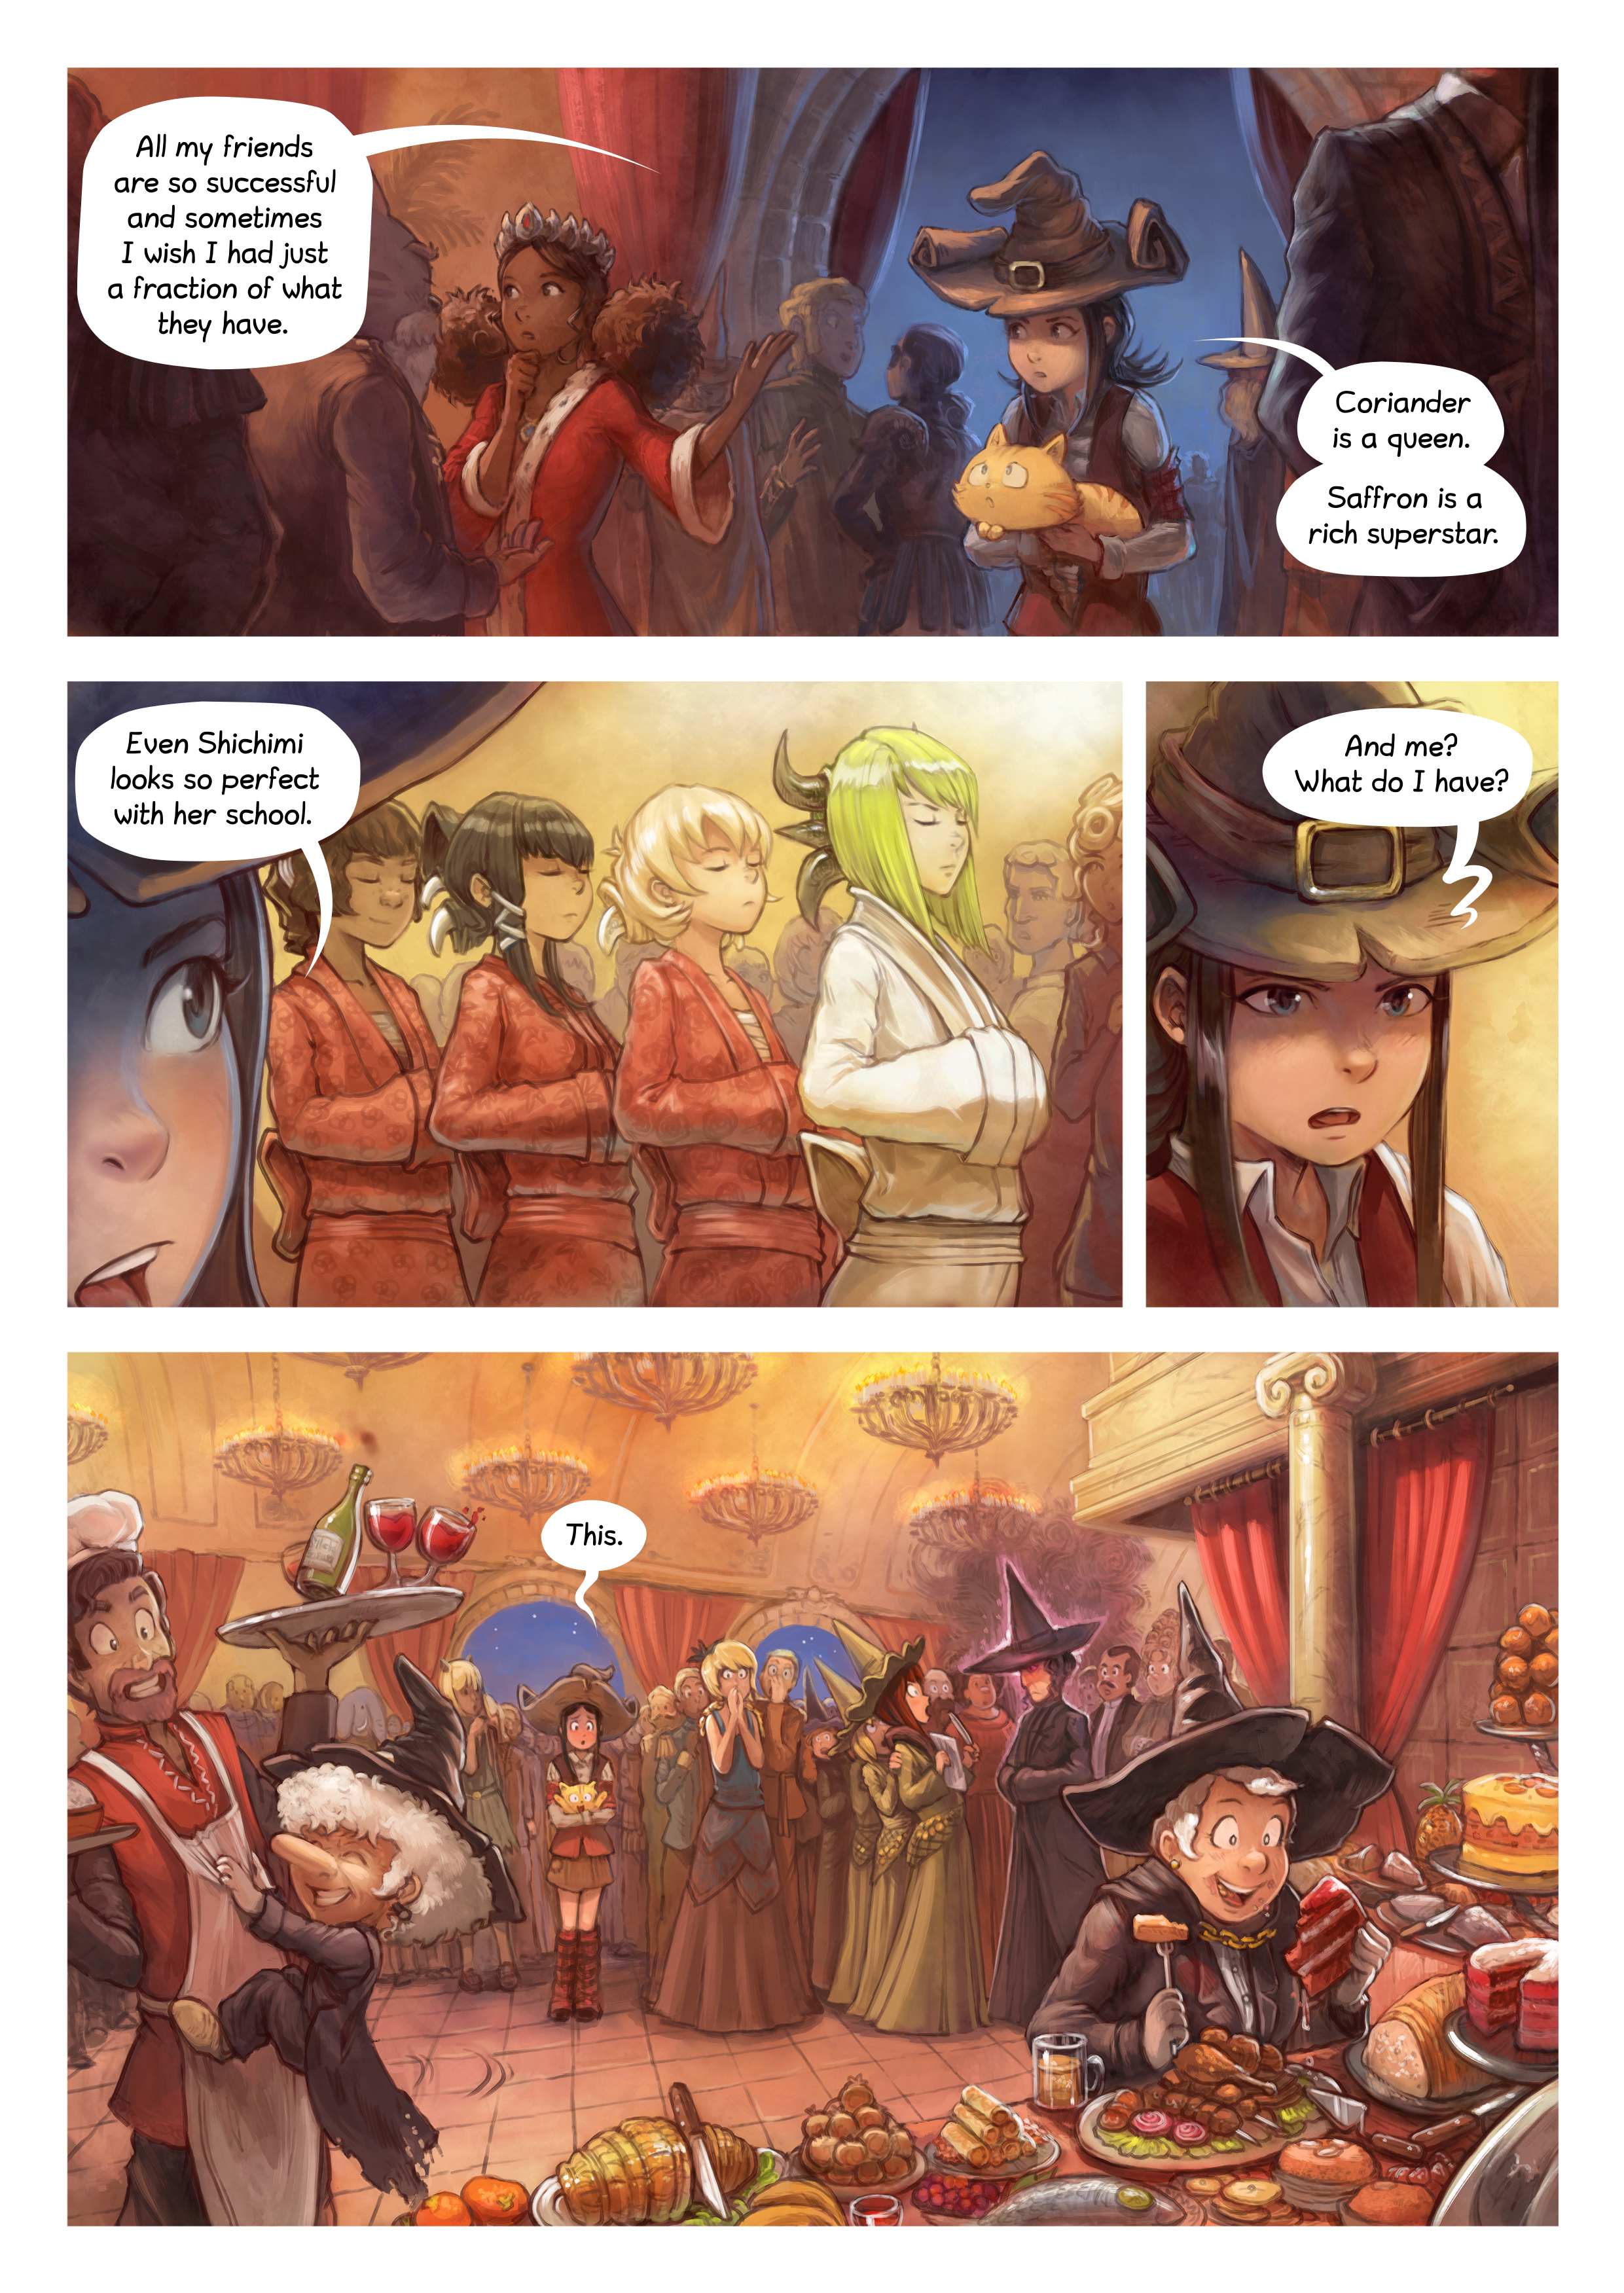 All my friends
are so successful
and sometimes
I wish I had just
a fraction of what
they have.
Coriander
is a queen.
Saffron is a
rich superstar.
Even Shichimi
looks so perfect
with her school.
And me?
What do I have?
This.